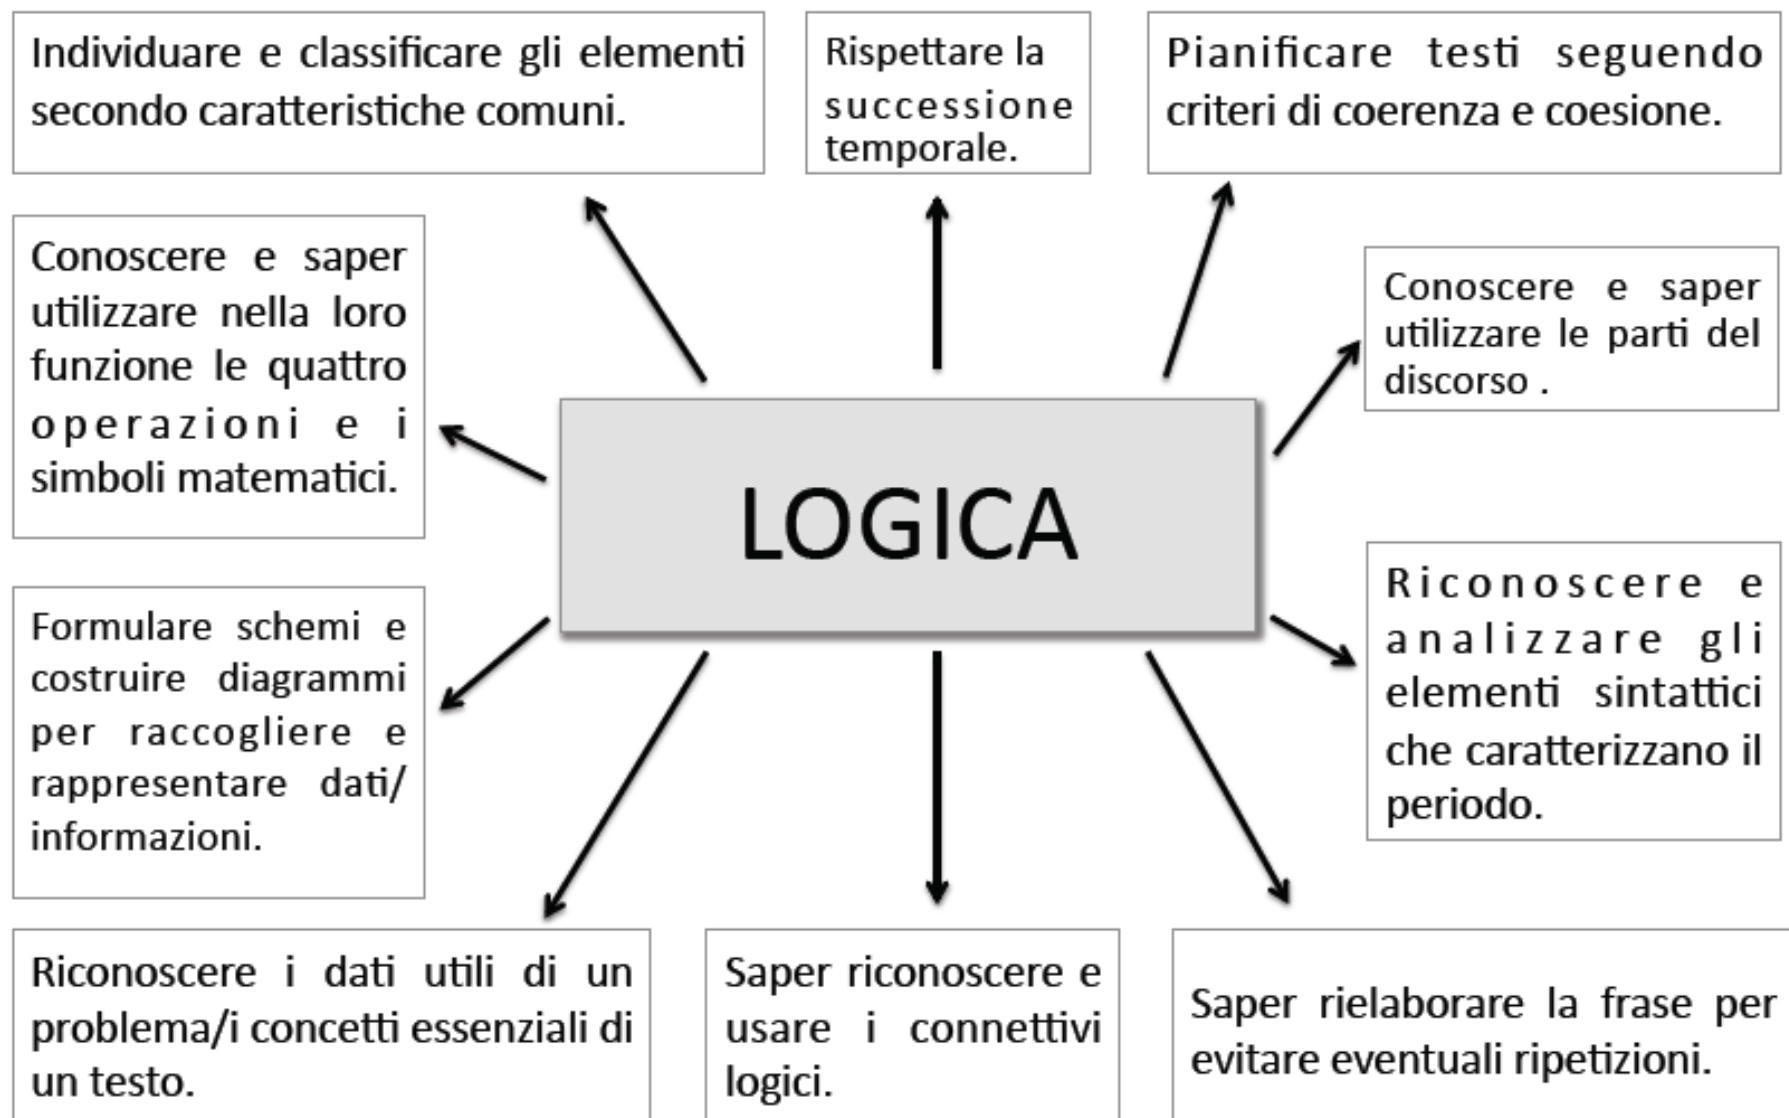 Individuare e classificare gli elementi
secondo caratteristiche comuni.
Rispettare la
successione
temporale.
Pianificare testi seguendo
criteri di coerenza e coesione.
Conoscere e saper
utilizzare nella loro
funzione le quattro
operazioni e i
simboli matematici.
Conoscere e saper
utilizzare le parti del
discorso .
LOGICA
Formulare schemi e
costruire diagrammi
per raccogliere e
rappresentare dati/
informazioni.
Riconoscere e
analizzare gli
elementi sintattici
che caratterizzano il
periodo.
Riconoscere i dati utili di un
problema/i concetti essenziali di
un testo.
Saper riconoscere e
usare i connettivi
logici.
Saper rielaborare la frase per
evitare eventuali ripetizioni.